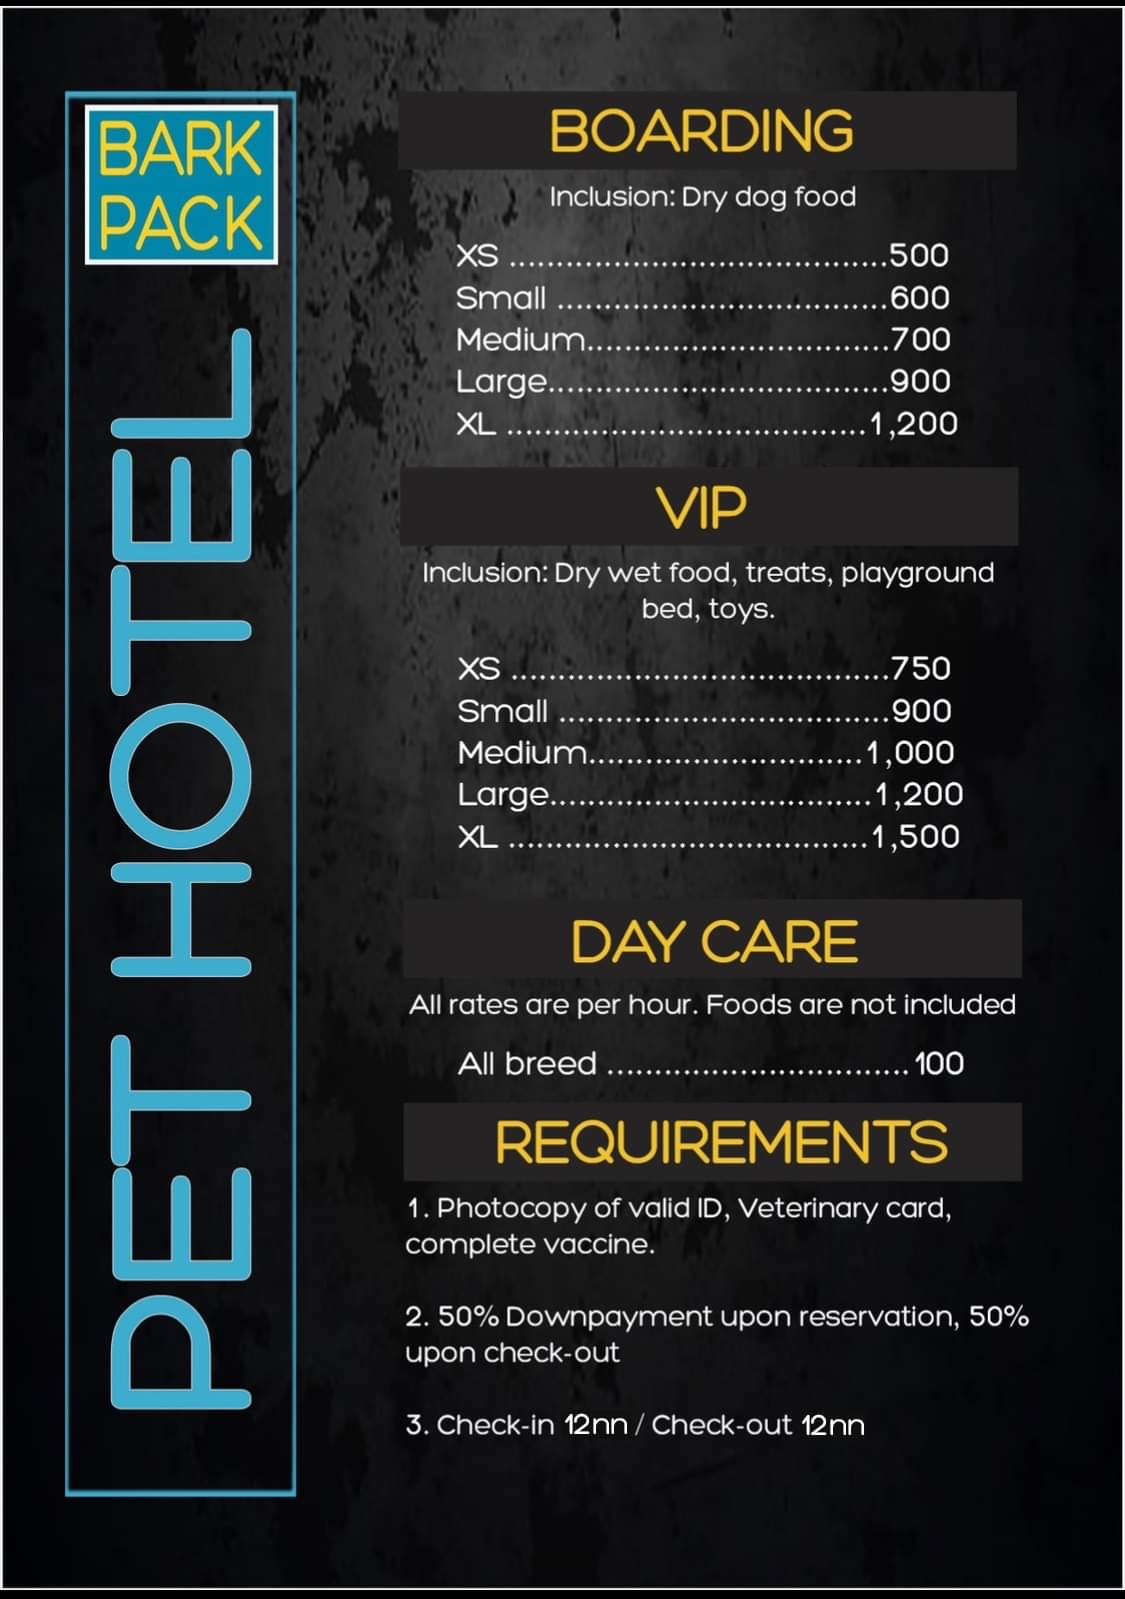 BARK
PACK
PET HOTEL
BOARDING
Inclusion: Dry dog food
XS .........................................500
Small ....................................600
Medium.................................700
Large.....................................900
XL .......................................1,200
VIP
Inclusion: Dry wet food, treats, playground
bed, toys.
XS .........................................750
Small ....................................900
Medium..............................1,000
Large...................................1,200
XL .......................................1,500
DAY CARE
All rates are per hour. Foods are not included
All breed ................................. 100
REQUIREMENTS
1. Photocopy of valid ID, Veterinary card,
complete vaccine.
2. 50% Downpayment upon reservation, 50%
upon check-out
3. Check-in 12nn / Check-out 12nn